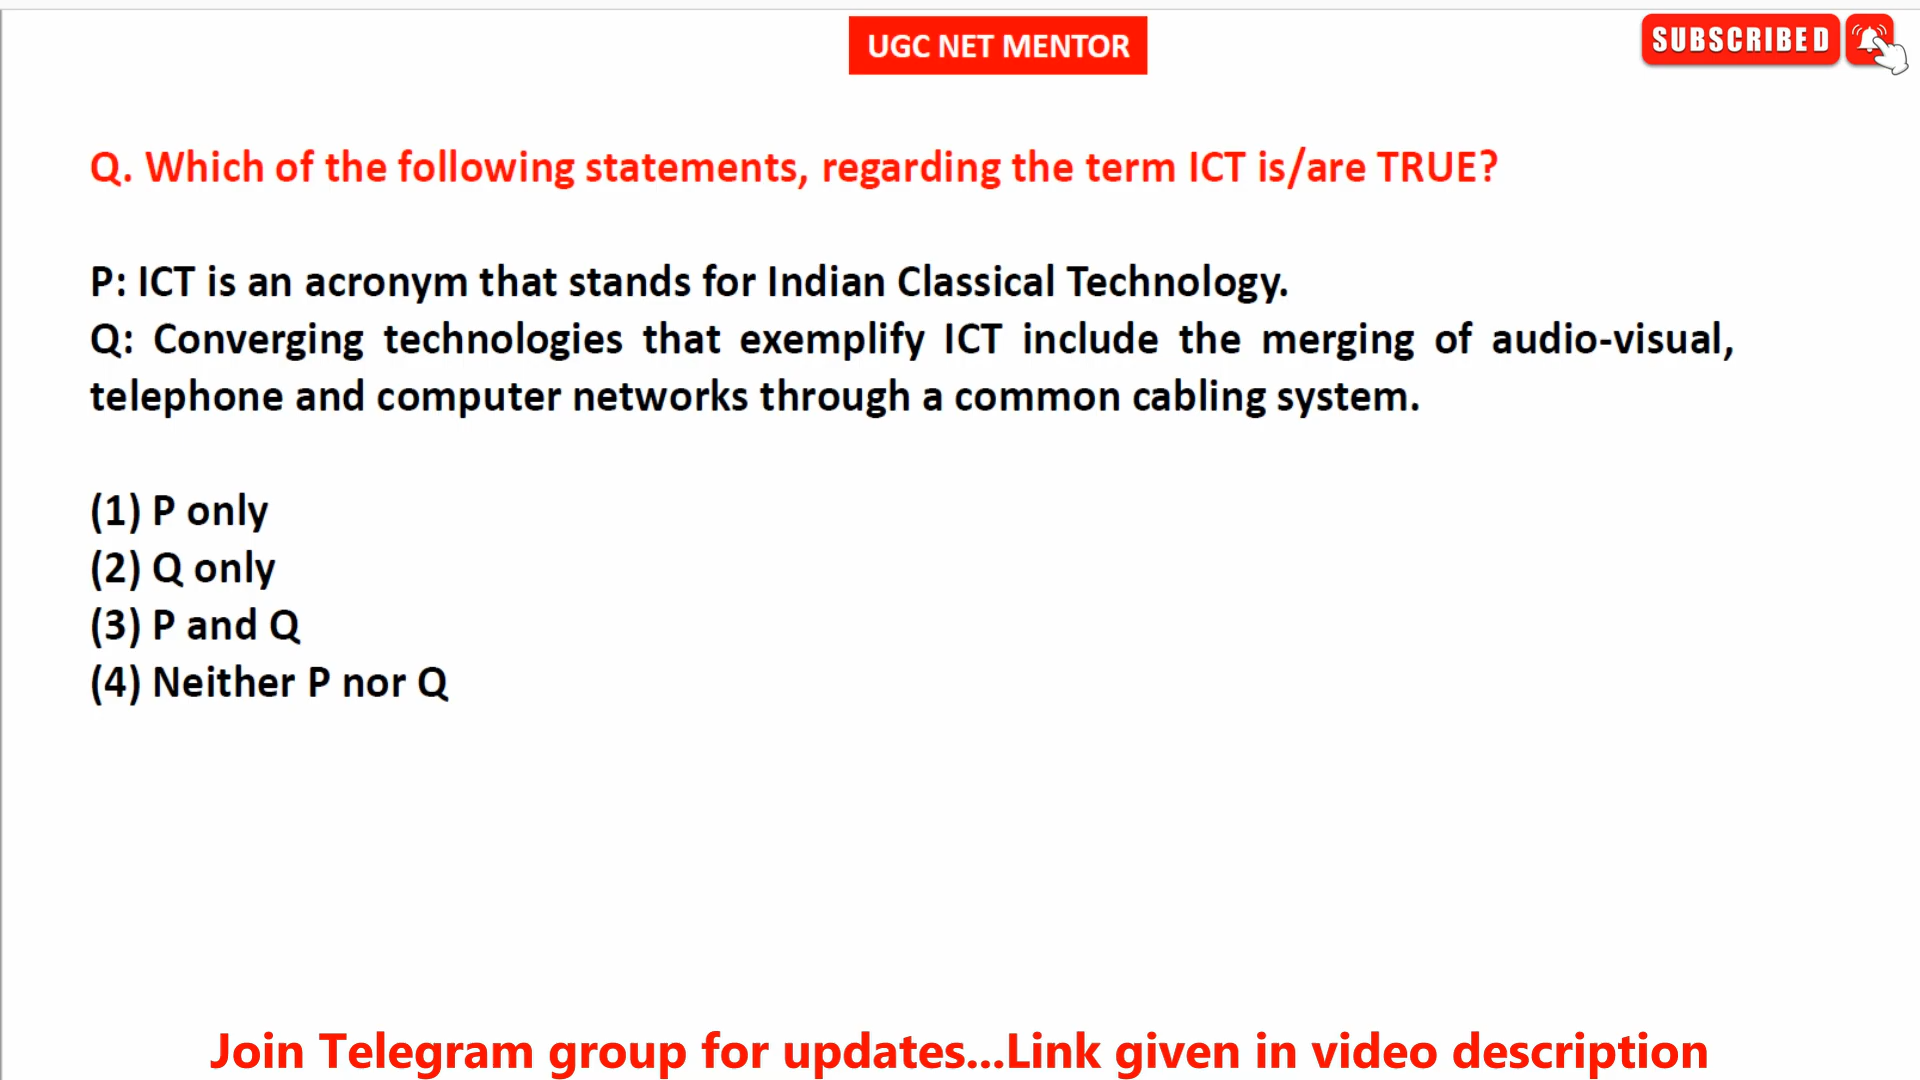 UGC NET MENTOR
SUBSCRIBED
Q. Which of the following statements, regarding the term ICT is/are TRUE?
P: ICT is an acronym that stands for Indian Classical Technology.
Q: Converging technologies that exemplify ICT include the merging of audio-visual,
telephone and computer networks through a common cabling system.
(1) P only
(2) Q only
(3) P and Q
(4) Neither P nor Q
Join Telegram group for updates...Link given in video description